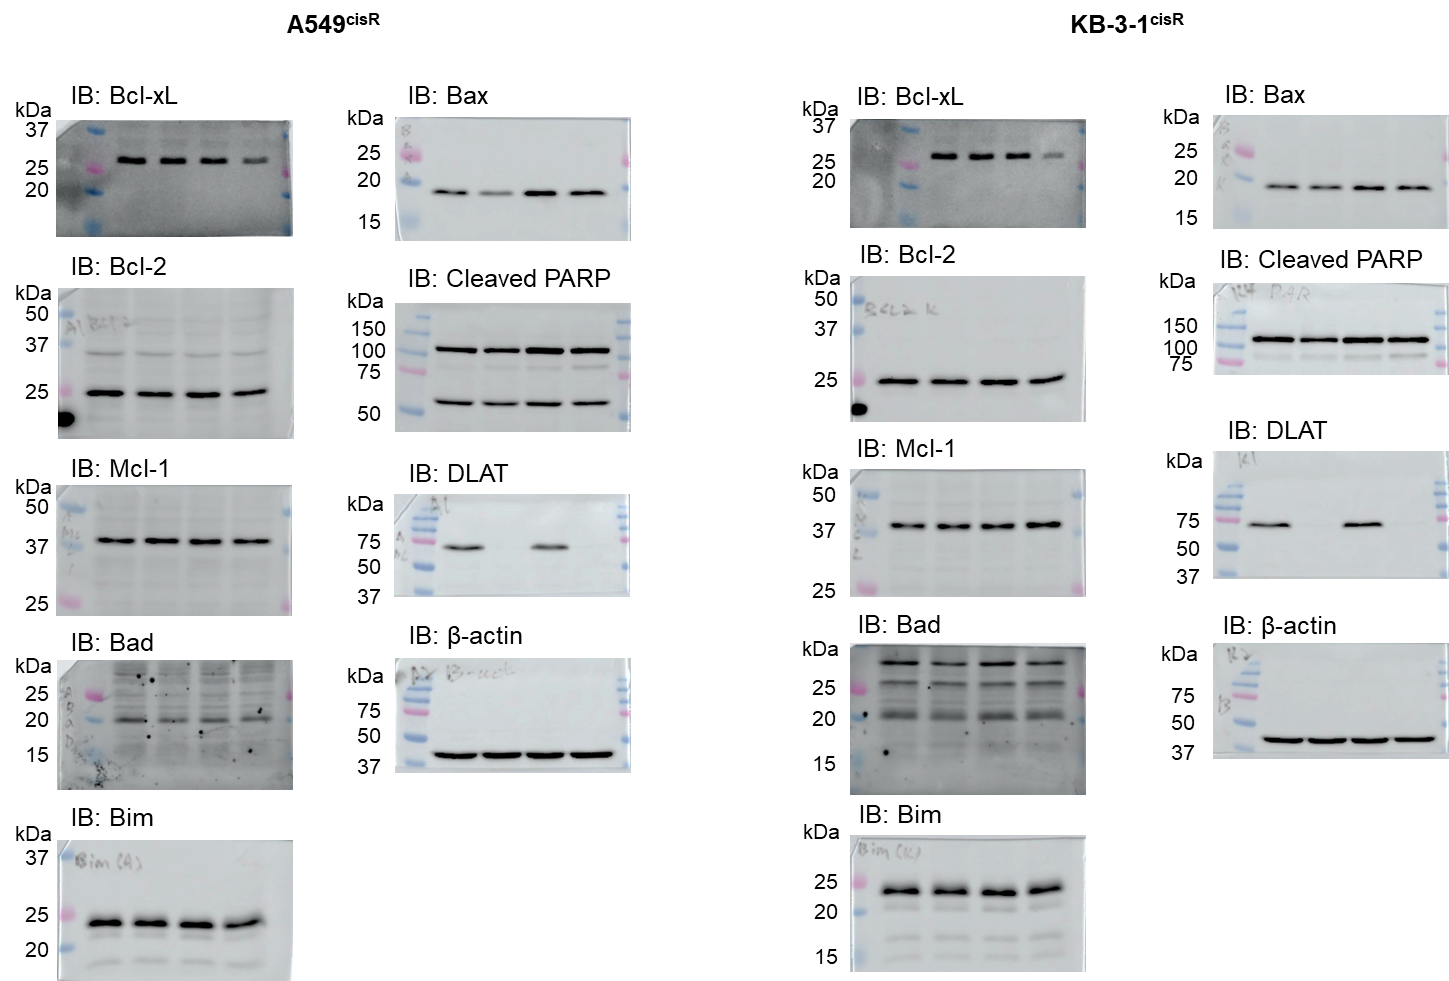 A549cisR
KB-3-1cisR
IB: Bcl-xL
kDa
37
25
20
IB: Bcl-2
kDa
50
37
25
IB: Mcl-1
kDa
50
37
25
IB: Bad
kDa
25
20
15
IB: Bim
kDa
37
25
20
Bim (A)
IB: Bax
kDa
25
20
15
IB: Cleaved PARP
kDa
150
100
75
50
IB: DLAT
kDa
75
50
37
A1
IB: β-actin
kDa
75
50
37
IB: Bcl-xL
kDa
37
25
20
IB: Bcl-2
kDa
50
37
25
BCL2 K
IB: Mcl-1
kDa
50
37
25
IB: Bad
kDa
25
20
15
IB: Bim
kDa
25
20
15
Bim (K)
IB: Bax
kDa
25
20
15
IB: Cleaved PARP
kDa
150
100
75
IB: DLAT
kDa
75
50
37
K1
IB: β-actin
kDa
75
50
37
K2
B